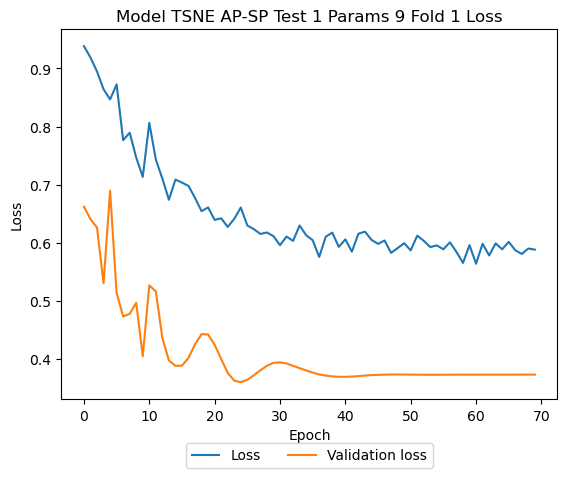 Model TSNE AP-SP Test 1 Params 9 Fold 1 Loss
Loss
0.9
0.8
0.7
0.6
0.5
0.4
0 10 20 30 40 50 60 70
Epoch
Loss Validation loss